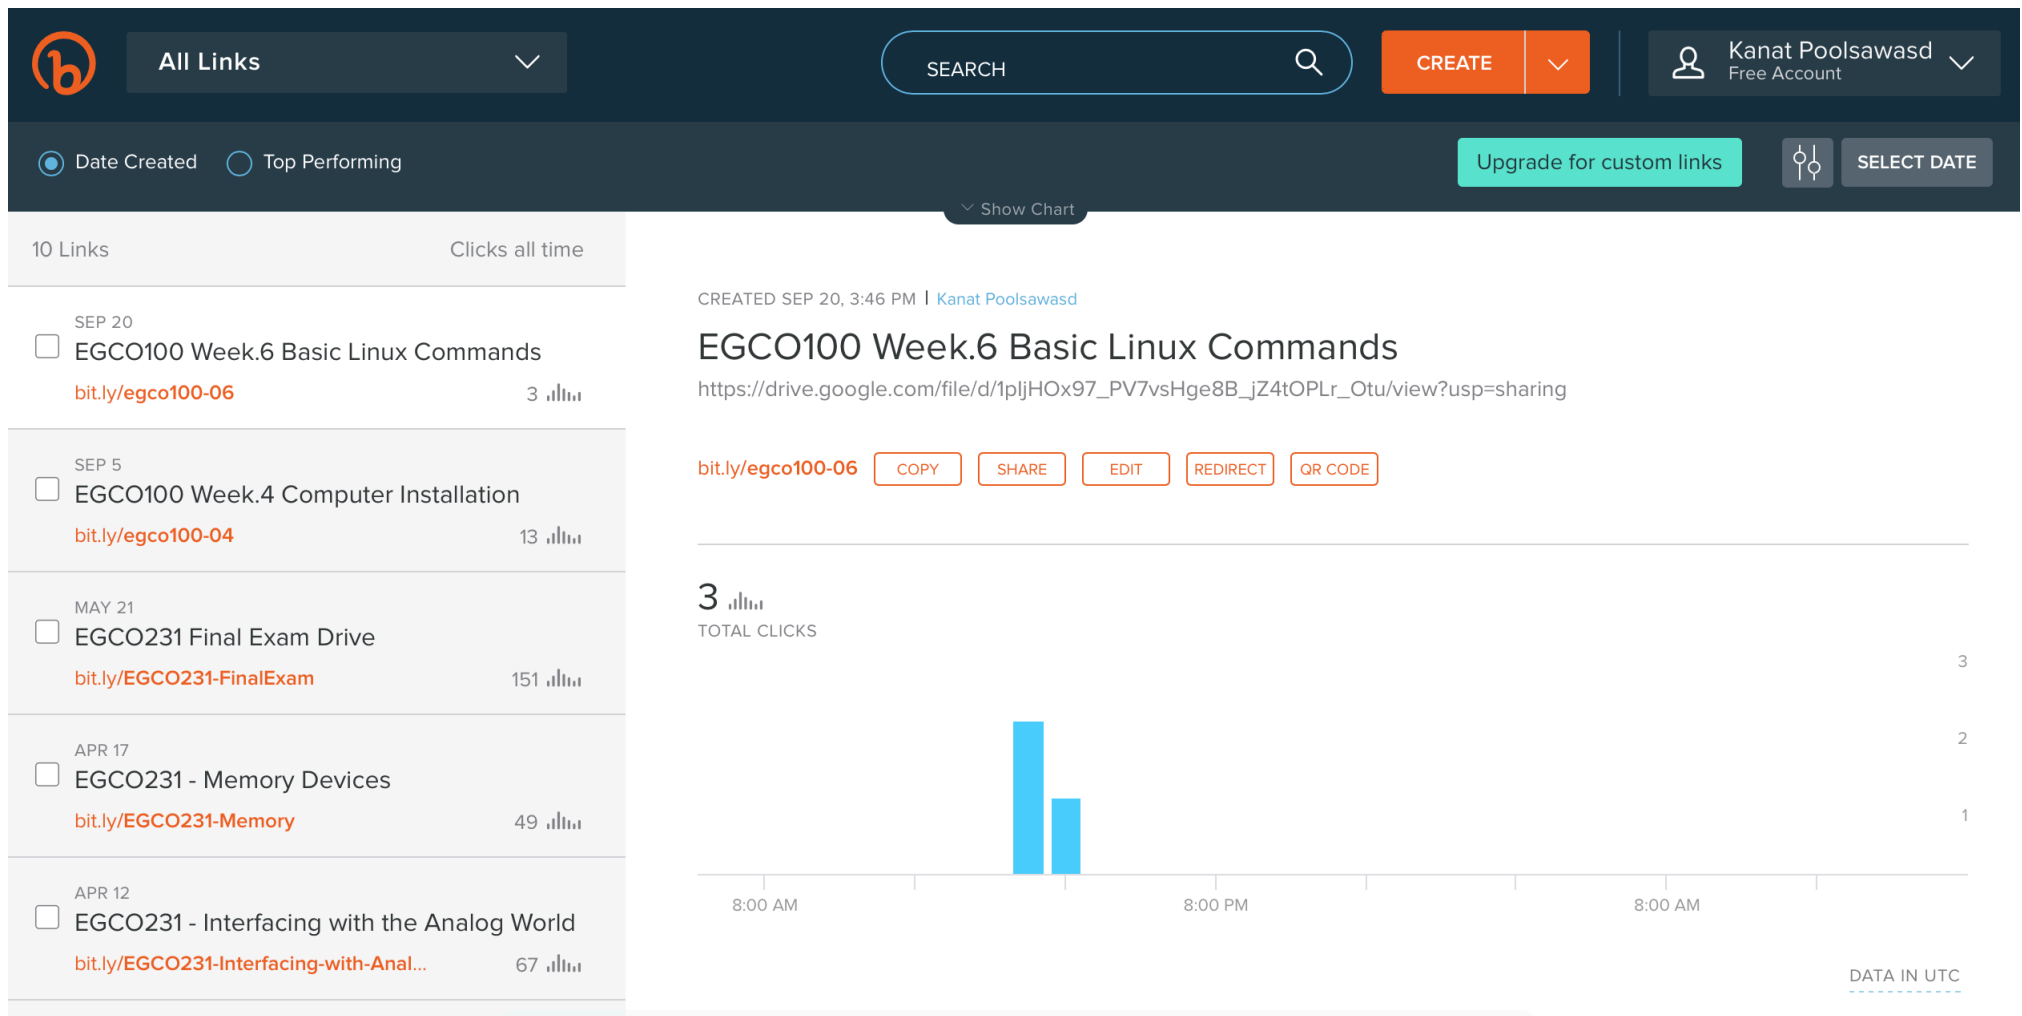 All Links
SEARCH
CREATE
Kanat Poolsawasd
Free Account
Date Created
Top Performing
Upgrade for custom links
SELECT DATE
Show Chart
10 Links
Clicks all time
SEP 20
EGCO100 Week.6 Basic Linux Commands
bit.ly/egco100-06
3
SEP 5
EGCO100 Week.4 Computer Installation
bit.ly/egco100-04
13
MAY 21
EGCO231 Final Exam Drive
bit.ly/EGCO231-FinalExam
151
APR 17
EGCO231 - Memory Devices
bit.ly/EGCO231-Memory
49
APR 12
EGCO231 - Interfacing with the Analog World
bit.ly/EGCO231-Interfacing-with-Anal...
67
CREATED SEP 20, 3:46 PM | Kanat Poolsawasd
EGCO100 Week.6 Basic Linux Commands
https://drive.google.com/file/d/1pljHOx97_PV7vsHge8B_jZ4tOPLr_Otu/view?usp=sharing
bit.ly/egco100-06
COPY
SHARE
EDIT
REDIRECT
QR CODE
3
TOTAL CLICKS
3
2
1
8:00 AM
8:00 PM
8:00 AM
DATA IN UTC